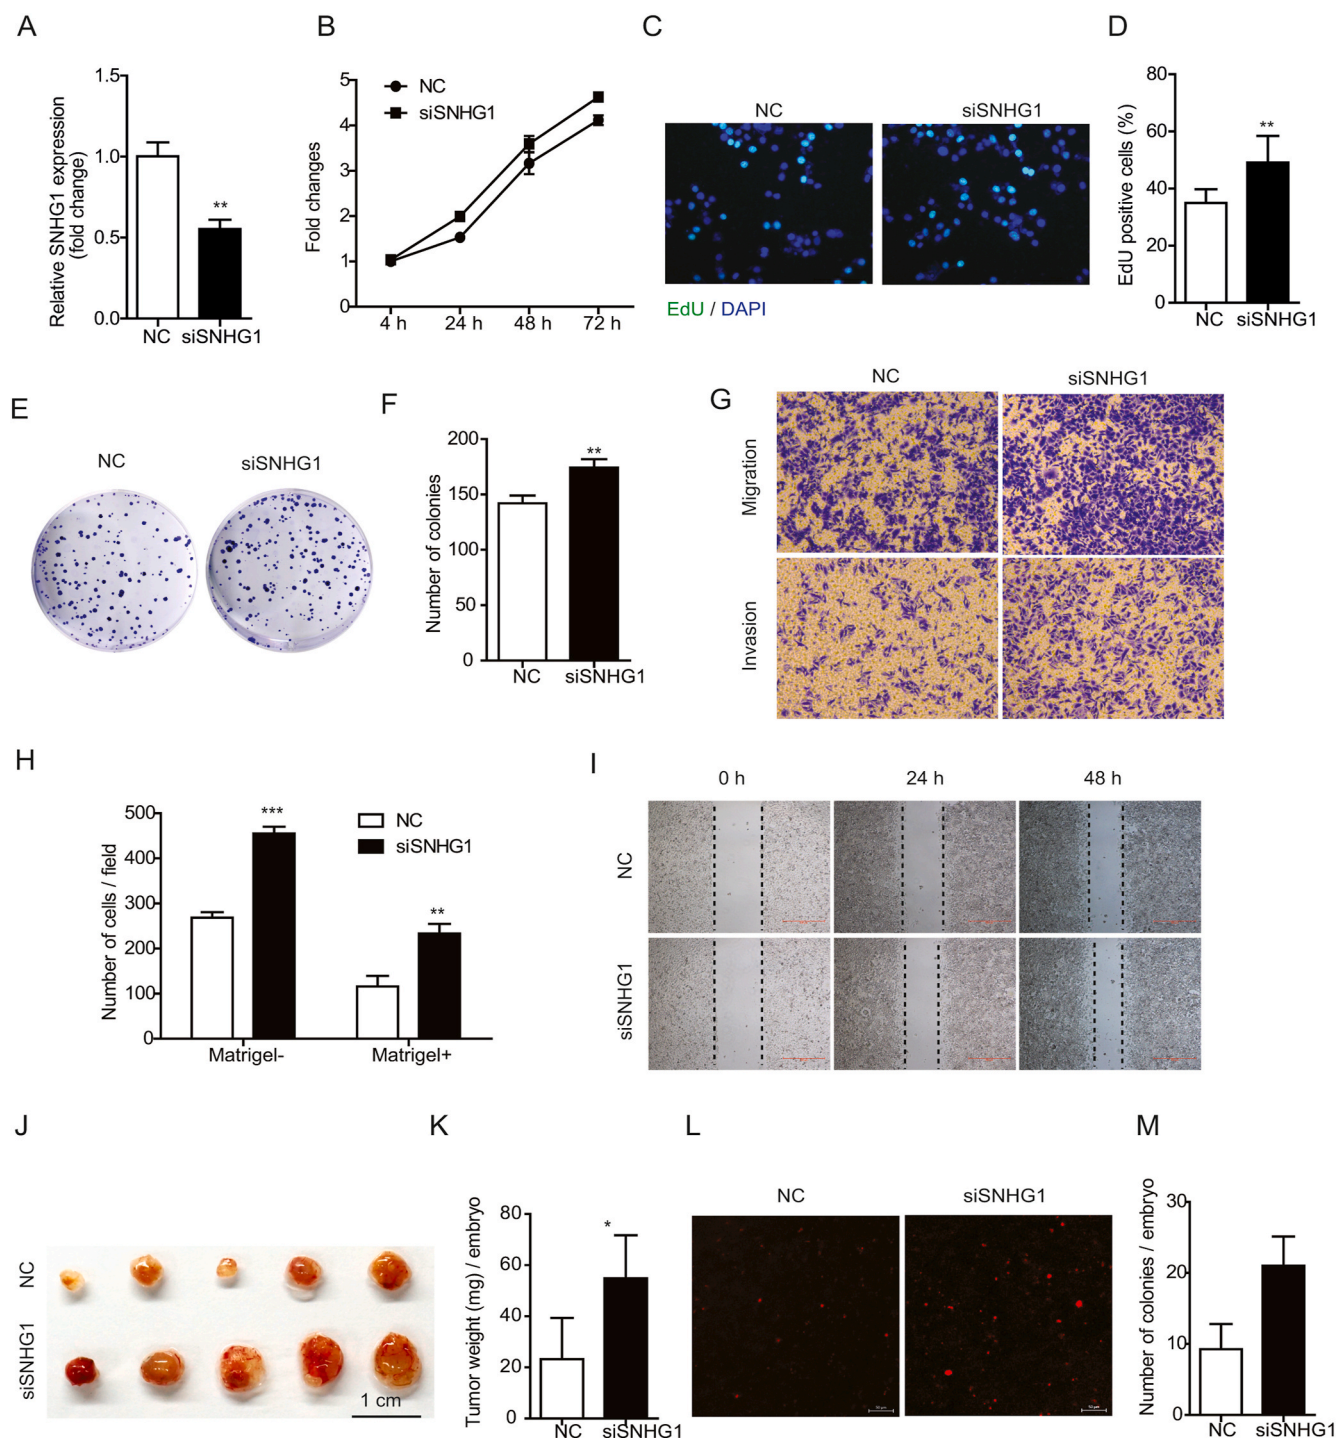 A
Relative SNHG1 expression
(fold change)
1.5
1.0
0.5
0.0
**
NC
siSNHG1
B
Fold changes
5
4
3
2
1
0
NC
siSNHG1
4 h
24 h
48 h
72 h
C
NC
siSNHG1
EdU / DAPI
D
EdU positive cells (%)
80
60
40
20
0
**
NC
siSNHG1
E
NC
siSNHG1
F
Number of colonies
200
150
100
50
0
**
NC
siSNHG1
G
NC
siSNHG1
Migration
Invasion
H
Number of cells / field
500
400
300
200
100
0
***
**
NC
siSNHG1
Matrigel-
Matrigel+
I
0 h
24 h
48 h
NC
siSNHG1
J
NC
siSNHG1
1 cm
K
Tumor weight (mg) / embryo
80
60
40
20
0
*
NC
siSNHG1
L
NC
siSNHG1
M
Number of colonies / embryo
30
20
10
0
NC
siSNHG1